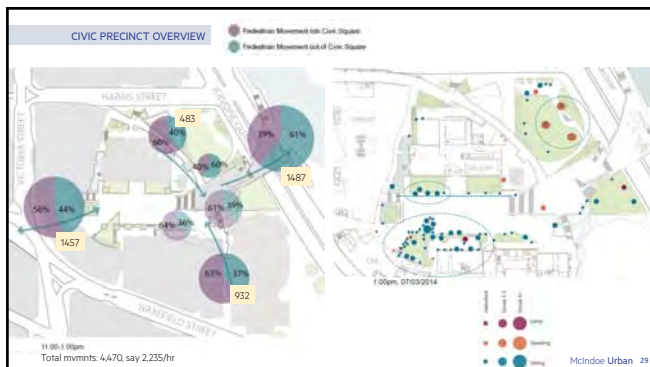 CIVIC PRECINCT OVERVIEW
Pedestrian Movement into Civic Square
Pedestrian Movement out of Civic Square
HARRIS STREET
VICTORIA STREET
WAKEFIELD STREET
483
40%
60%
39%
61%
1487
40%
60%
56%
44%
1457
61%
39%
64%
36%
63%
37%
932
11:00-1:00pm
Total mvmnts: 4,470, say 2,235/hr
GALLERY
1:00pm, 07/03/2014
Individual
Standing
Sitting
McIndoe Urban 29